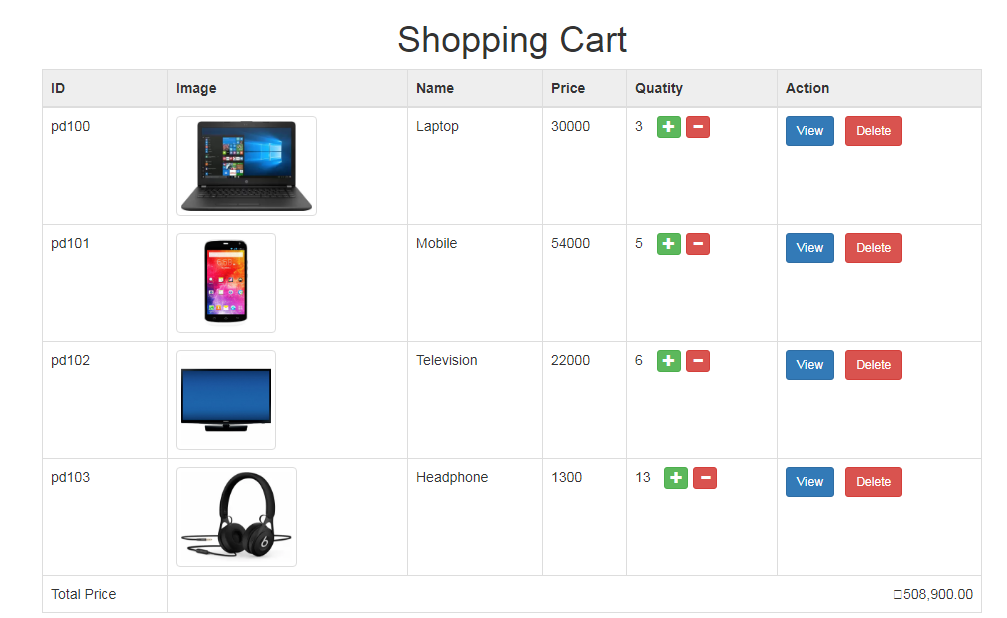 Shopping Cart
ID Image Name Price Quatity Action
pd100 Laptop 30000 3 + − View Delete
pd101 Mobile 54000 5 + − View Delete
pd102 Television 22000 6 + − View Delete
pd103 Headphone 1300 13 + − View Delete
Total Price □508,900.00